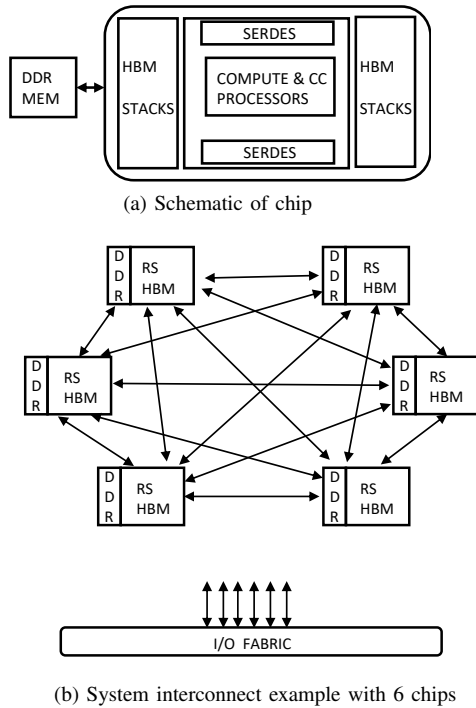 SERDES
DDR
MEM
HBM
STACKS
COMPUTE & CC
PROCESSORS
HBM
STACKS
SERDES
(a) Schematic of chip
D
D
R
RS
HBM
D
D
R
RS
HBM
D
D
R
RS
HBM
D
D
R
RS
HBM
D
D
R
RS
HBM
D
D
R
RS
HBM
I/O FABRIC
(b) System interconnect example with 6 chips